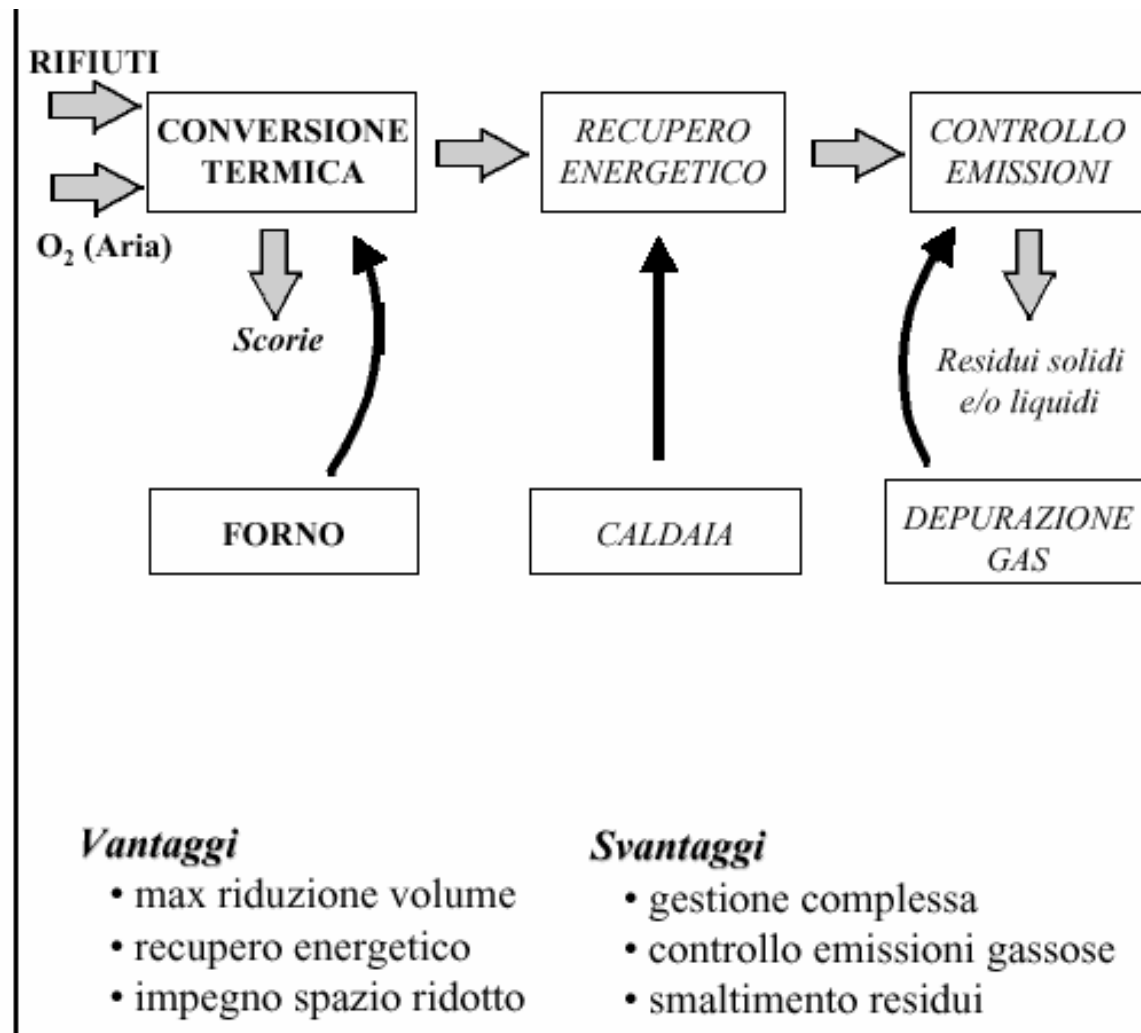 RIFIUTI
CONVERSIONE
TERMICA
RECUPERO
ENERGETICO
CONTROLLO
EMISSIONI
O₂ (Aria)
Scorie
Residui solidi
e/o liquidi
FORNO
CALDAIA
DEPURAZIONE
GAS
Vantaggi
• max riduzione volume
• recupero energetico
• impegno spazio ridotto
Svantaggi
• gestione complessa
• controllo emissioni gassose
• smaltimento residui